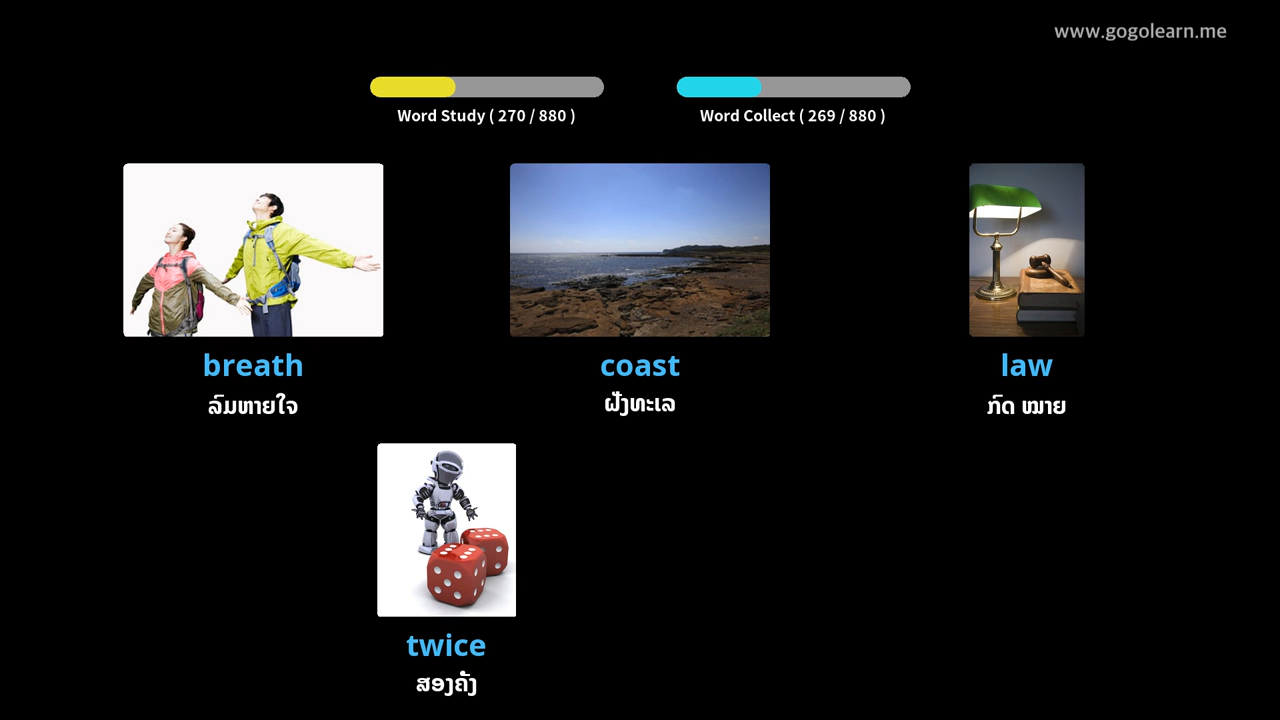 www.gogolearn.me
Word Study ( 270 / 880 )
Word Collect ( 269 / 880 )
breath
ລົມຫາຍໃຈ
coast
ຝັ່ງທະເລ
law
ກົດ ໝາຍ
twice
ສອງຄັ້ງ